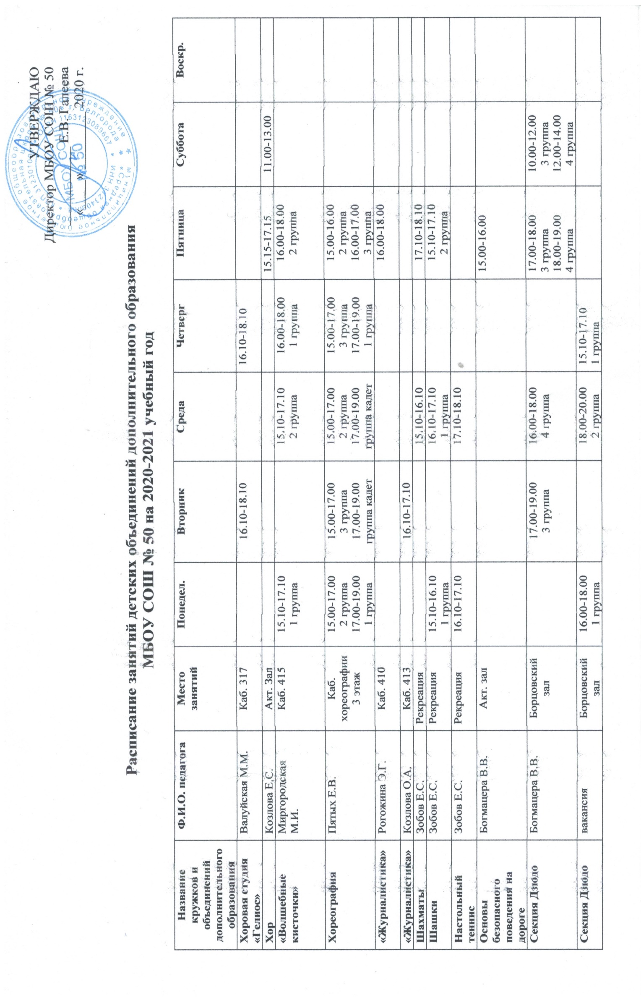 УТВЕРЖДАЮ
Директор МБОУ СОШ № 50
Е.В. Галеева
« » 2020 г.
МБОУ СОШ
№ 50
Расписание занятий детских объединений дополнительного образования
МБОУ СОШ № 50 на 2020-2021 учебный год
Название
кружков и
объединений
дополнительного
образования
Ф.И.О. педагога
Место
занятий
Понедел.
Вторник
Среда
Четверг
Пятница
Суббота
Воскр.
Хоровая студия
«Гелиос»
Валуйская М.М.
Каб. 317
16.10-18.10
16.10-18.10
Хор
Козлова Е.С.
Акт. Зал
15.15-17.15
11.00-13.00
«Волшебные
кисточки»
Миргородская
М.И.
Каб. 415
15.10-17.10
1 группа
15.10-17.10
2 группа
16.00-18.00
1 группа
16.00-18.00
2 группа
Хореография
Пятых Е.В.
Каб.
хореографии
3 этаж
15.00-17.00
2 группа
17.00-19.00
1 группа
15.00-17.00
3 группа
17.00-19.00
группа кадет
15.00-17.00
2 группа
17.00-19.00
группа кадет
15.00-17.00
3 группа
17.00-19.00
1 группа
15.00-16.00
2 группа
16.00-17.00
3 группа
«Журналистика»
Рогожина Э.Г.
Каб. 410
16.00-18.00
«Журналистика»
Козлова О.А.
Каб. 413
16.10-17.10
Шахматы
Зобов Е.С.
Рекреация
15.10-16.10
17.10-18.10
Шашки
Зобов Е.С.
Рекреация
15.10-16.10
1 группа
16.10-17.10
1 группа
15.10-17.10
2 группа
Настольный
теннис
Зобов Е.С.
Рекреация
16.10-17.10
17.10-18.10
Основы
безопасного
поведения на
дороге
Богмацера В.В.
Акт. зал
15.00-16.00
Секция Дзюдо
Богмацера В.В.
Борцовский
зал
17.00-19.00
3 группа
16.00-18.00
4 группа
17.00-18.00
3 группа
18.00-19.00
4 группа
10.00-12.00
3 группа
12.00-14.00
4 группа
Секция Дзюдо
вакансия
Борцовский
зал
16.00-18.00
1 группа
18.00-20.00
2 группа
15.10-17.10
1 группа